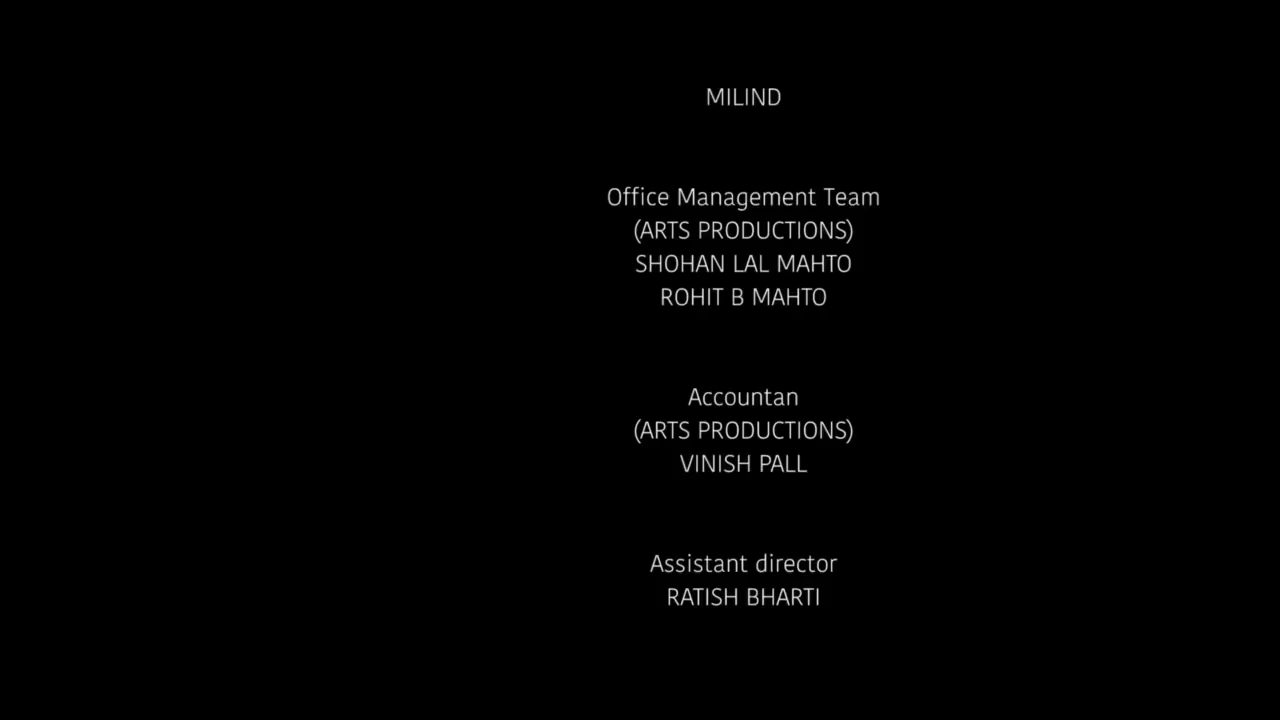 MILIND
Office Management Team
(ARTS PRODUCTIONS)
SHOHAN LAL MAHTO
ROHIT B MAHTO
Accountan
(ARTS PRODUCTIONS)
VINISH PALL
Assistant director
RATISH BHARTI